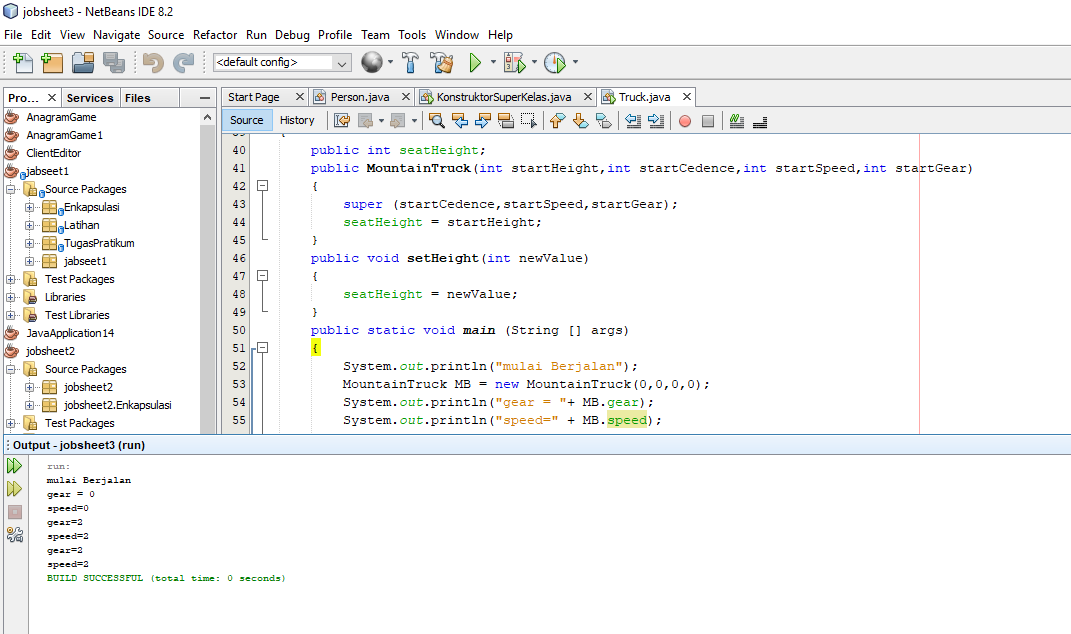 jobsheet3 - NetBeans IDE 8.2
File Edit View Navigate Source Refactor Run Debug Profile Team Tools Window Help
<default config>
Pro... Services Files
AnagramGame
AnagramGame1
ClientEditor
jabseet1
Source Packages
Enkapsulasi
Latihan
TugasPratikum
jabseet1
Test Packages
Libraries
Test Libraries
JavaApplication14
jobsheet2
Source Packages
jobsheet2
jobsheet2.Enkapsulasi
Test Packages
Start Page Person.java KonstruktorSuperKelas.java Truck.java
Source History
40 public int seatHeight;
41 public MountainTruck(int startHeight,int startCedence,int startSpeed,int startGear)
42 {
43 super (startCedence,startSpeed,startGear);
44 seatHeight = startHeight;
45 }
46 public void setHeight(int newValue)
47 {
48 seatHeight = newValue;
49 }
50 public static void main (String [] args)
51 {
52 System.out.println("mulai Berjalan");
53 MountainTruck MB = new MountainTruck(0,0,0,0);
54 System.out.println("gear = "+ MB.gear);
55 System.out.println("speed=" + MB.speed);
Output - jobsheet3 (run)
run:
mulai Berjalan
gear = 0
speed=0
gear=2
speed=2
gear=2
speed=2
BUILD SUCCESSFUL (total time: 0 seconds)